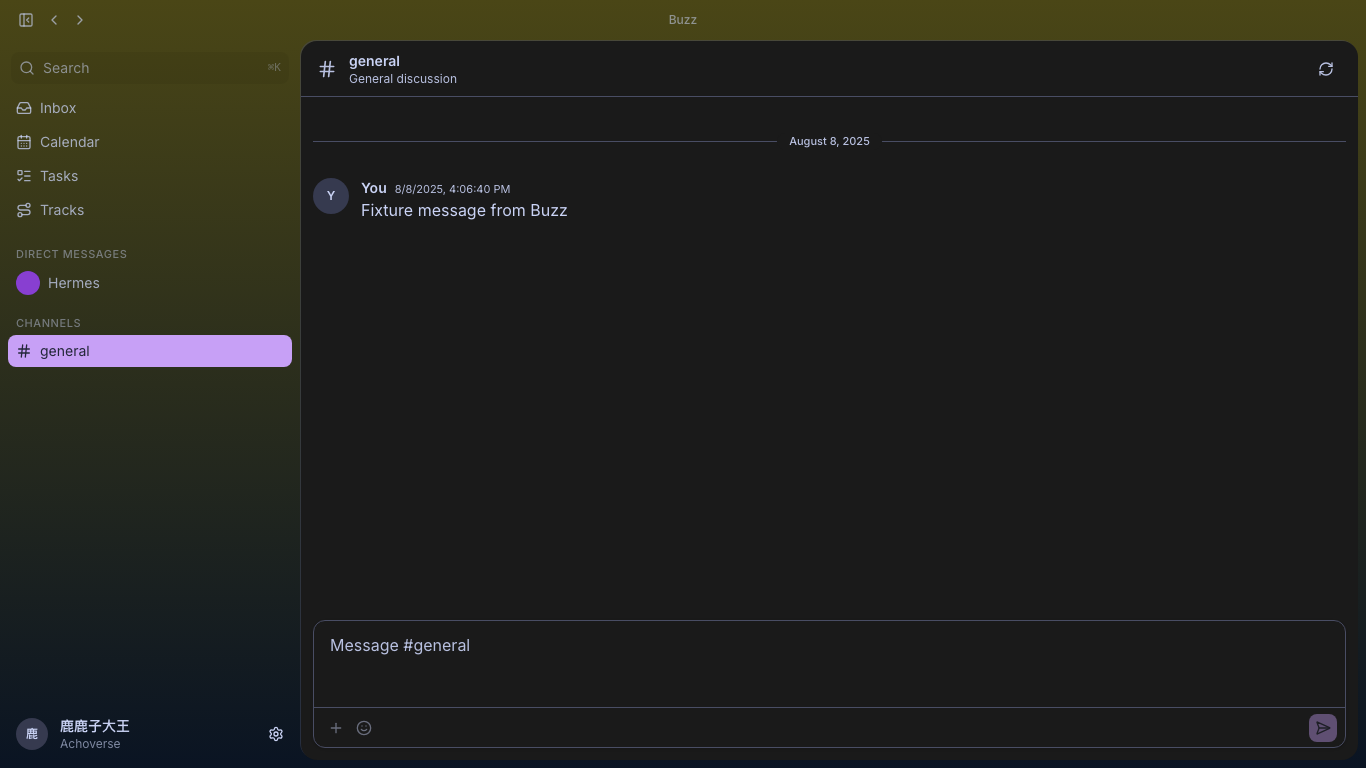 Buzz
Search ⌘K
Inbox
Calendar
Tasks
Tracks
DIRECT MESSAGES
Hermes
CHANNELS
general
鹿
鹿鹿子大王
Achoverse
general
General discussion
August 8, 2025
Y
You 8/8/2025, 4:06:40 PM
Fixture message from Buzz
Message #general